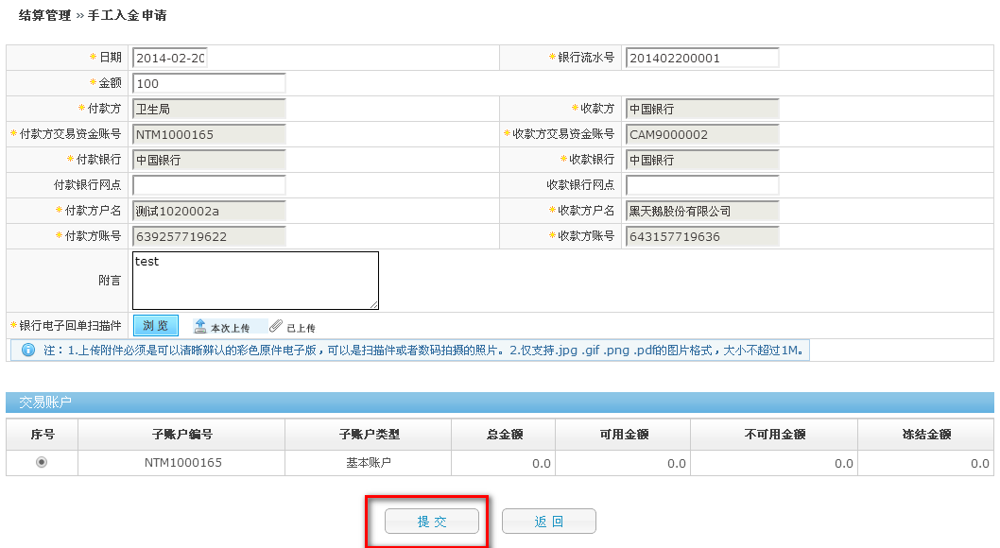 结算管理 » 手工入金申请
*日期 2014-02-20 *银行流水号 201402200001
*金额 100
*付款方 卫生局 *收款方 中国银行
*付款方交易资金账号 NTM1000165 *收款方交易资金账号 CAM9000002
*付款银行 中国银行 *收款银行 中国银行
付款银行网点 收款银行网点
*付款方户名 测试1020002a *收款方户名 黑天鹅股份有限公司
*付款方账号 639257719622 *收款方账号 643157719636
附言 test
*银行电子回单扫描件 浏 览 本次上传 已上传
注：1.上传附件必须是可以清晰辨认的彩色原件电子版，可以是扫描件或者数码拍摄的照片。2.仅支持.jpg .gif .png .pdf的图片格式，大小不超过1M。
交易账户
序号 子账户编号 子账户类型 总金额 可用金额 不可用金额 冻结金额
NTM1000165 基本账户 0.0 0.0 0.0 0.0
提 交 返 回